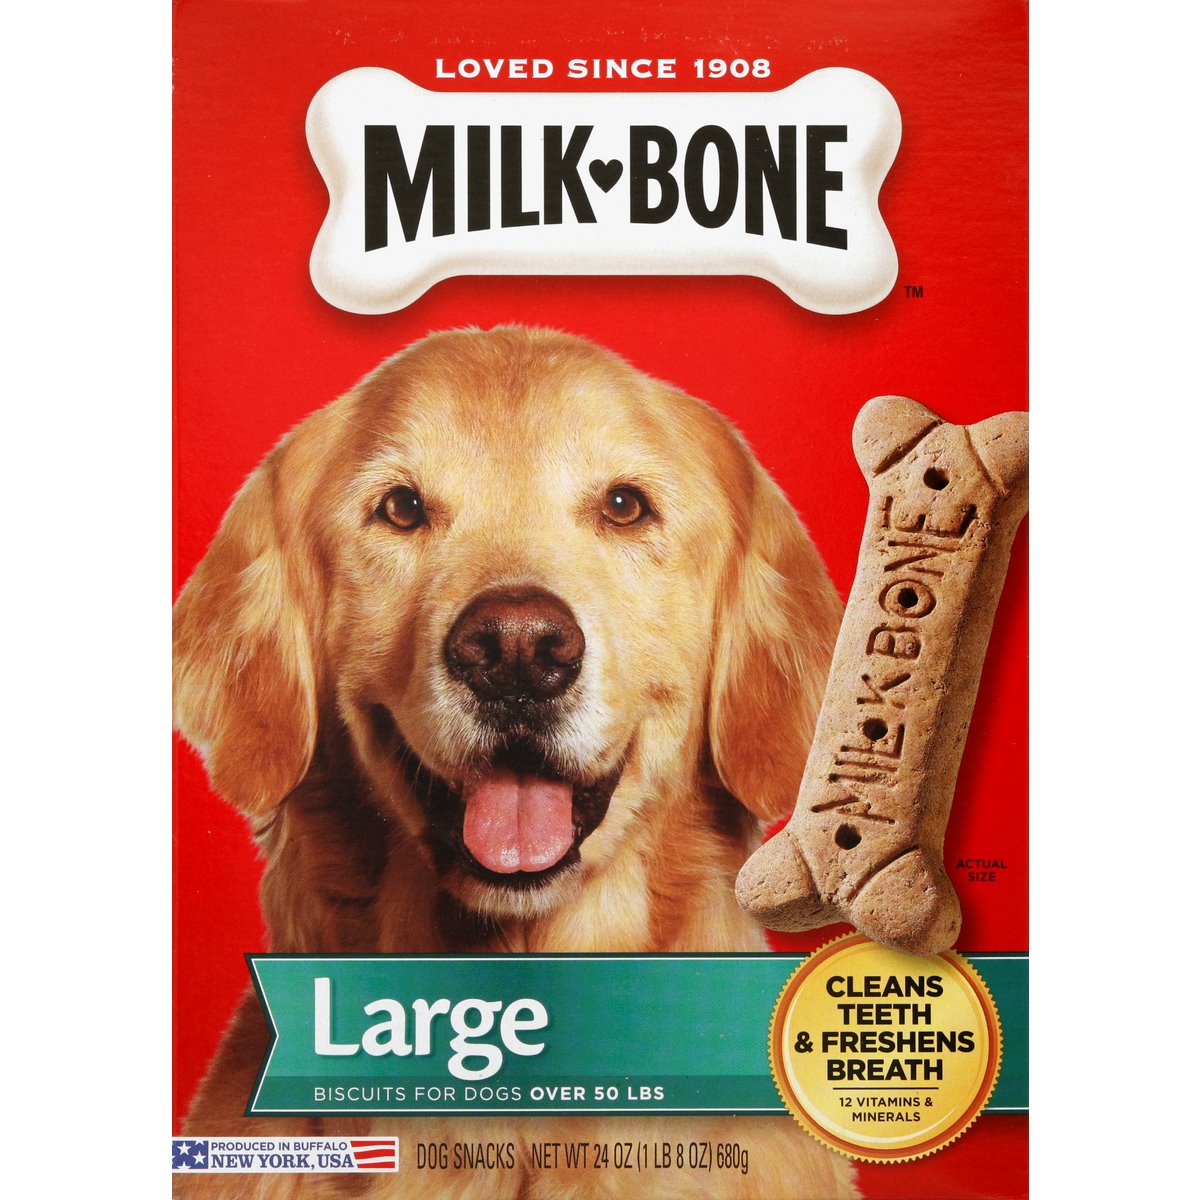 LOVED SINCE 1908
MILK♥BONE
TM
MILK BONE
ACTUAL
SIZE
Large
BISCUITS FOR DOGS OVER 50 LBS
CLEANS
TEETH
& FRESHENS
BREATH
12 VITAMINS &
MINERALS
PRODUCED IN BUFFALO
NEW YORK, USA
DOG SNACKS NET WT 24 OZ (1 LB 8 OZ) 680g